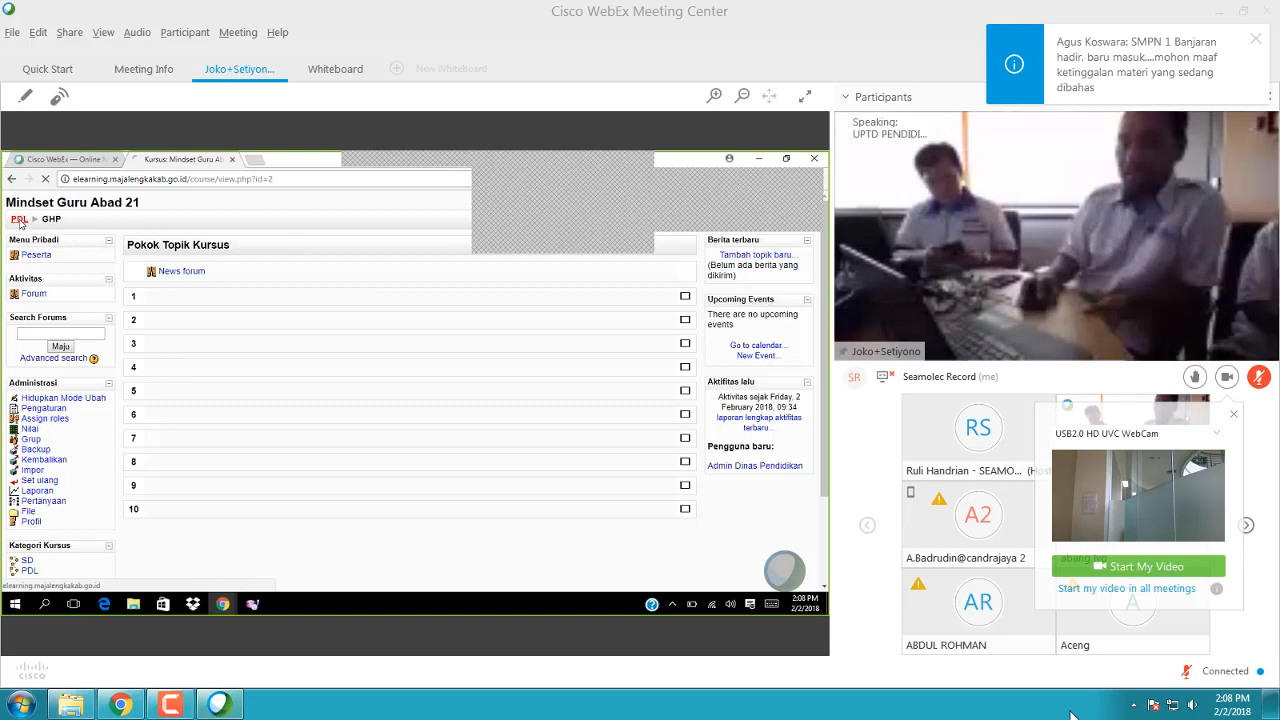 Cisco WebEx Meeting Center
File Edit Share View Audio Participant Meeting Help
Quick Start Meeting Info Joko+Setiyon... Whiteboard New Whiteboard
Agus Koswara: SMPN 1 Banjaran
hadir, baru masuk....mohon maaf
ketinggalan materi yang sedang
dibahas
Participants
Speaking:
UPTD PENDIDI...
Joko+Setiyono
Cisco WebEx — Online M
Kursus: Mindset Guru Ab
elearning.majalengkakab.go.id/course/view.php?id=2
Mindset Guru Abad 21
PDL ► GHP
Menu Pribadi
Peserta
Aktivitas
Forum
Search Forums
Maju
Advanced search
Administrasi
Hidupkan Mode Ubah
Pengaturan
Assign roles
Nilai
Grup
Backup
Kembalikan
Impor
Set ulang
Laporan
Pertanyaan
File
Profil
Kategori Kursus
SD
PDL
elearning.majalengkakab.go.id
Pokok Topik Kursus
News forum
1
2
3
4
5
6
7
8
9
10
Berita terbaru
Tambah topik baru...
(Belum ada berita yang
dikirim)
Upcoming Events
There are no upcoming
events
Go to calendar...
New Event...
Aktifitas lalu
Aktifitas sejak Friday, 2
February 2018, 09:34
laporan lengkap aktifitas
terbaru...
Pengguna baru:
Admin Dinas Pendidikan
2:08 PM
2/2/2018
SR Seamolec Record (me)
RS
Ruli Handrian - SEAMO... (Host
A2
A.Badrudin@candrajaya 2
abang ivo
AR
ABDUL ROHMAN
A
Aceng
USB2.0 HD UVC WebCam
Start My Video
Start my video in all meetings
Connected
cisco
2:08 PM
2/2/2018